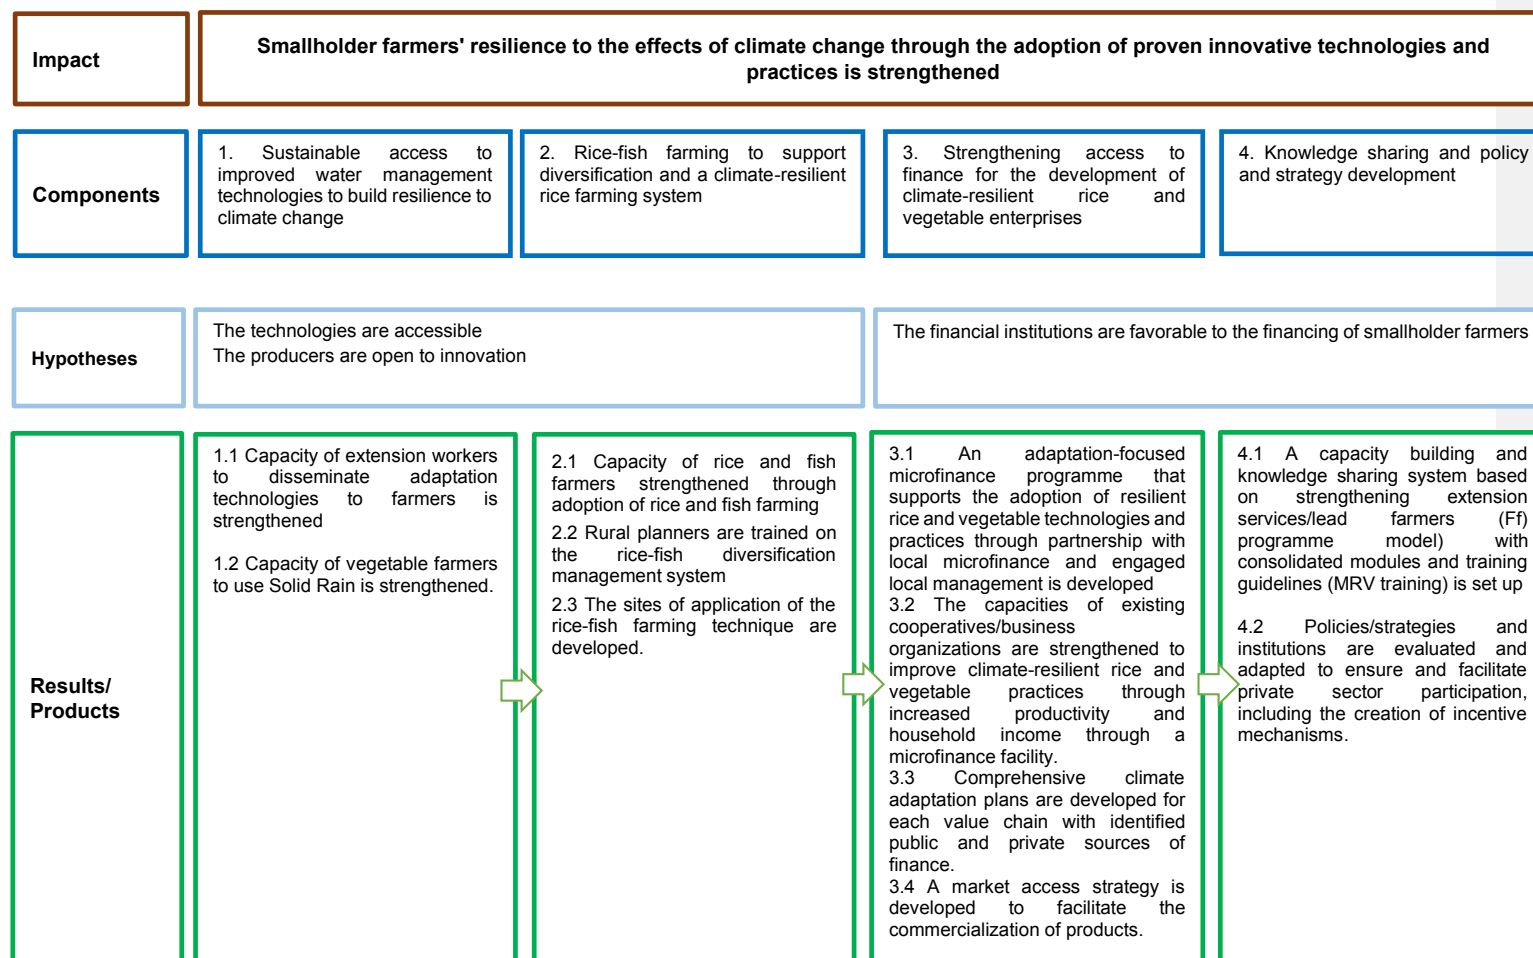 Impact
Smallholder farmers' resilience to the effects of climate change through the adoption of proven innovative technologies and
practices is strengthened
Components
1. Sustainable access to
improved water management
technologies to build resilience to
climate change
2. Rice-fish farming to support
diversification and a climate-resilient
rice farming system
3. Strengthening access to
finance for the development of
climate-resilient rice and
vegetable enterprises
4. Knowledge sharing and policy
and strategy development
Hypotheses
The technologies are accessible
The producers are open to innovation
The financial institutions are favorable to the financing of smallholder farmers
Results/
Products
1.1 Capacity of extension workers
to disseminate adaptation
technologies to farmers is
strengthened
1.2 Capacity of vegetable farmers
to use Solid Rain is strengthened.
2.1 Capacity of rice and fish
farmers strengthened through
adoption of rice and fish farming
2.2 Rural planners are trained on
the rice-fish diversification
management system
2.3 The sites of application of the
rice-fish farming technique are
developed.
3.1 An adaptation-focused
microfinance programme that
supports the adoption of resilient
rice and vegetable technologies and
practices through partnership with
local microfinance and engaged
local management is developed
3.2 The capacities of existing
cooperatives/business
organizations are strengthened to
improve climate-resilient rice and
vegetable practices through
increased productivity and
household income through a
microfinance facility.
3.3 Comprehensive climate
adaptation plans are developed for
each value chain with identified
public and private sources of
finance.
3.4 A market access strategy is
developed to facilitate the
commercialization of products.
4.1 A capacity building and
knowledge sharing system based
on strengthening extension
services/lead farmers (Ff)
programme model) with
consolidated modules and training
guidelines (MRV training) is set up
4.2 Policies/strategies and
institutions are evaluated and
adapted to ensure and facilitate
private sector participation,
including the creation of incentive
mechanisms.